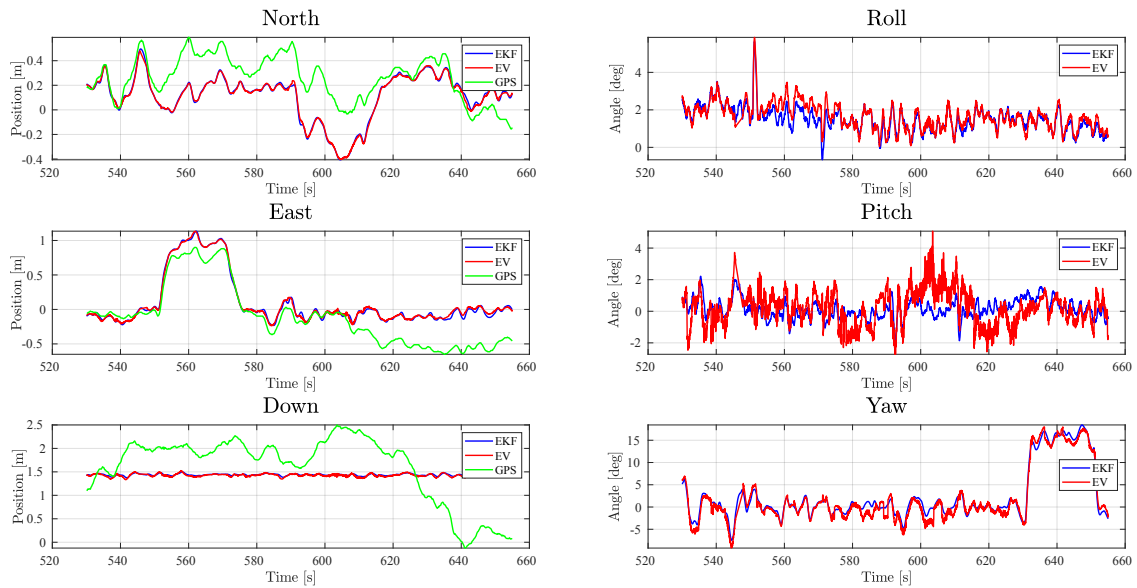 North
Position [m]
0.4
0.2
0
-0.2
-0.4
EKF
EV
GPS
520 540 560 580 600 620 640 660
Time [s]
Roll
Angle [deg]
4
2
0
EKF
EV
520 540 560 580 600 620 640 660
Time [s]
East
Position [m]
1
0.5
0
-0.5
EKF
EV
GPS
520 540 560 580 600 620 640 660
Time [s]
Pitch
Angle [deg]
4
2
0
-2
EKF
EV
520 540 560 580 600 620 640 660
Time [s]
Down
Position [m]
2.5
2
1.5
1
0.5
0
EKF
EV
GPS
520 540 560 580 600 620 640 660
Time [s]
Yaw
Angle [deg]
15
10
5
0
-5
EKF
EV
520 540 560 580 600 620 640 660
Time [s]